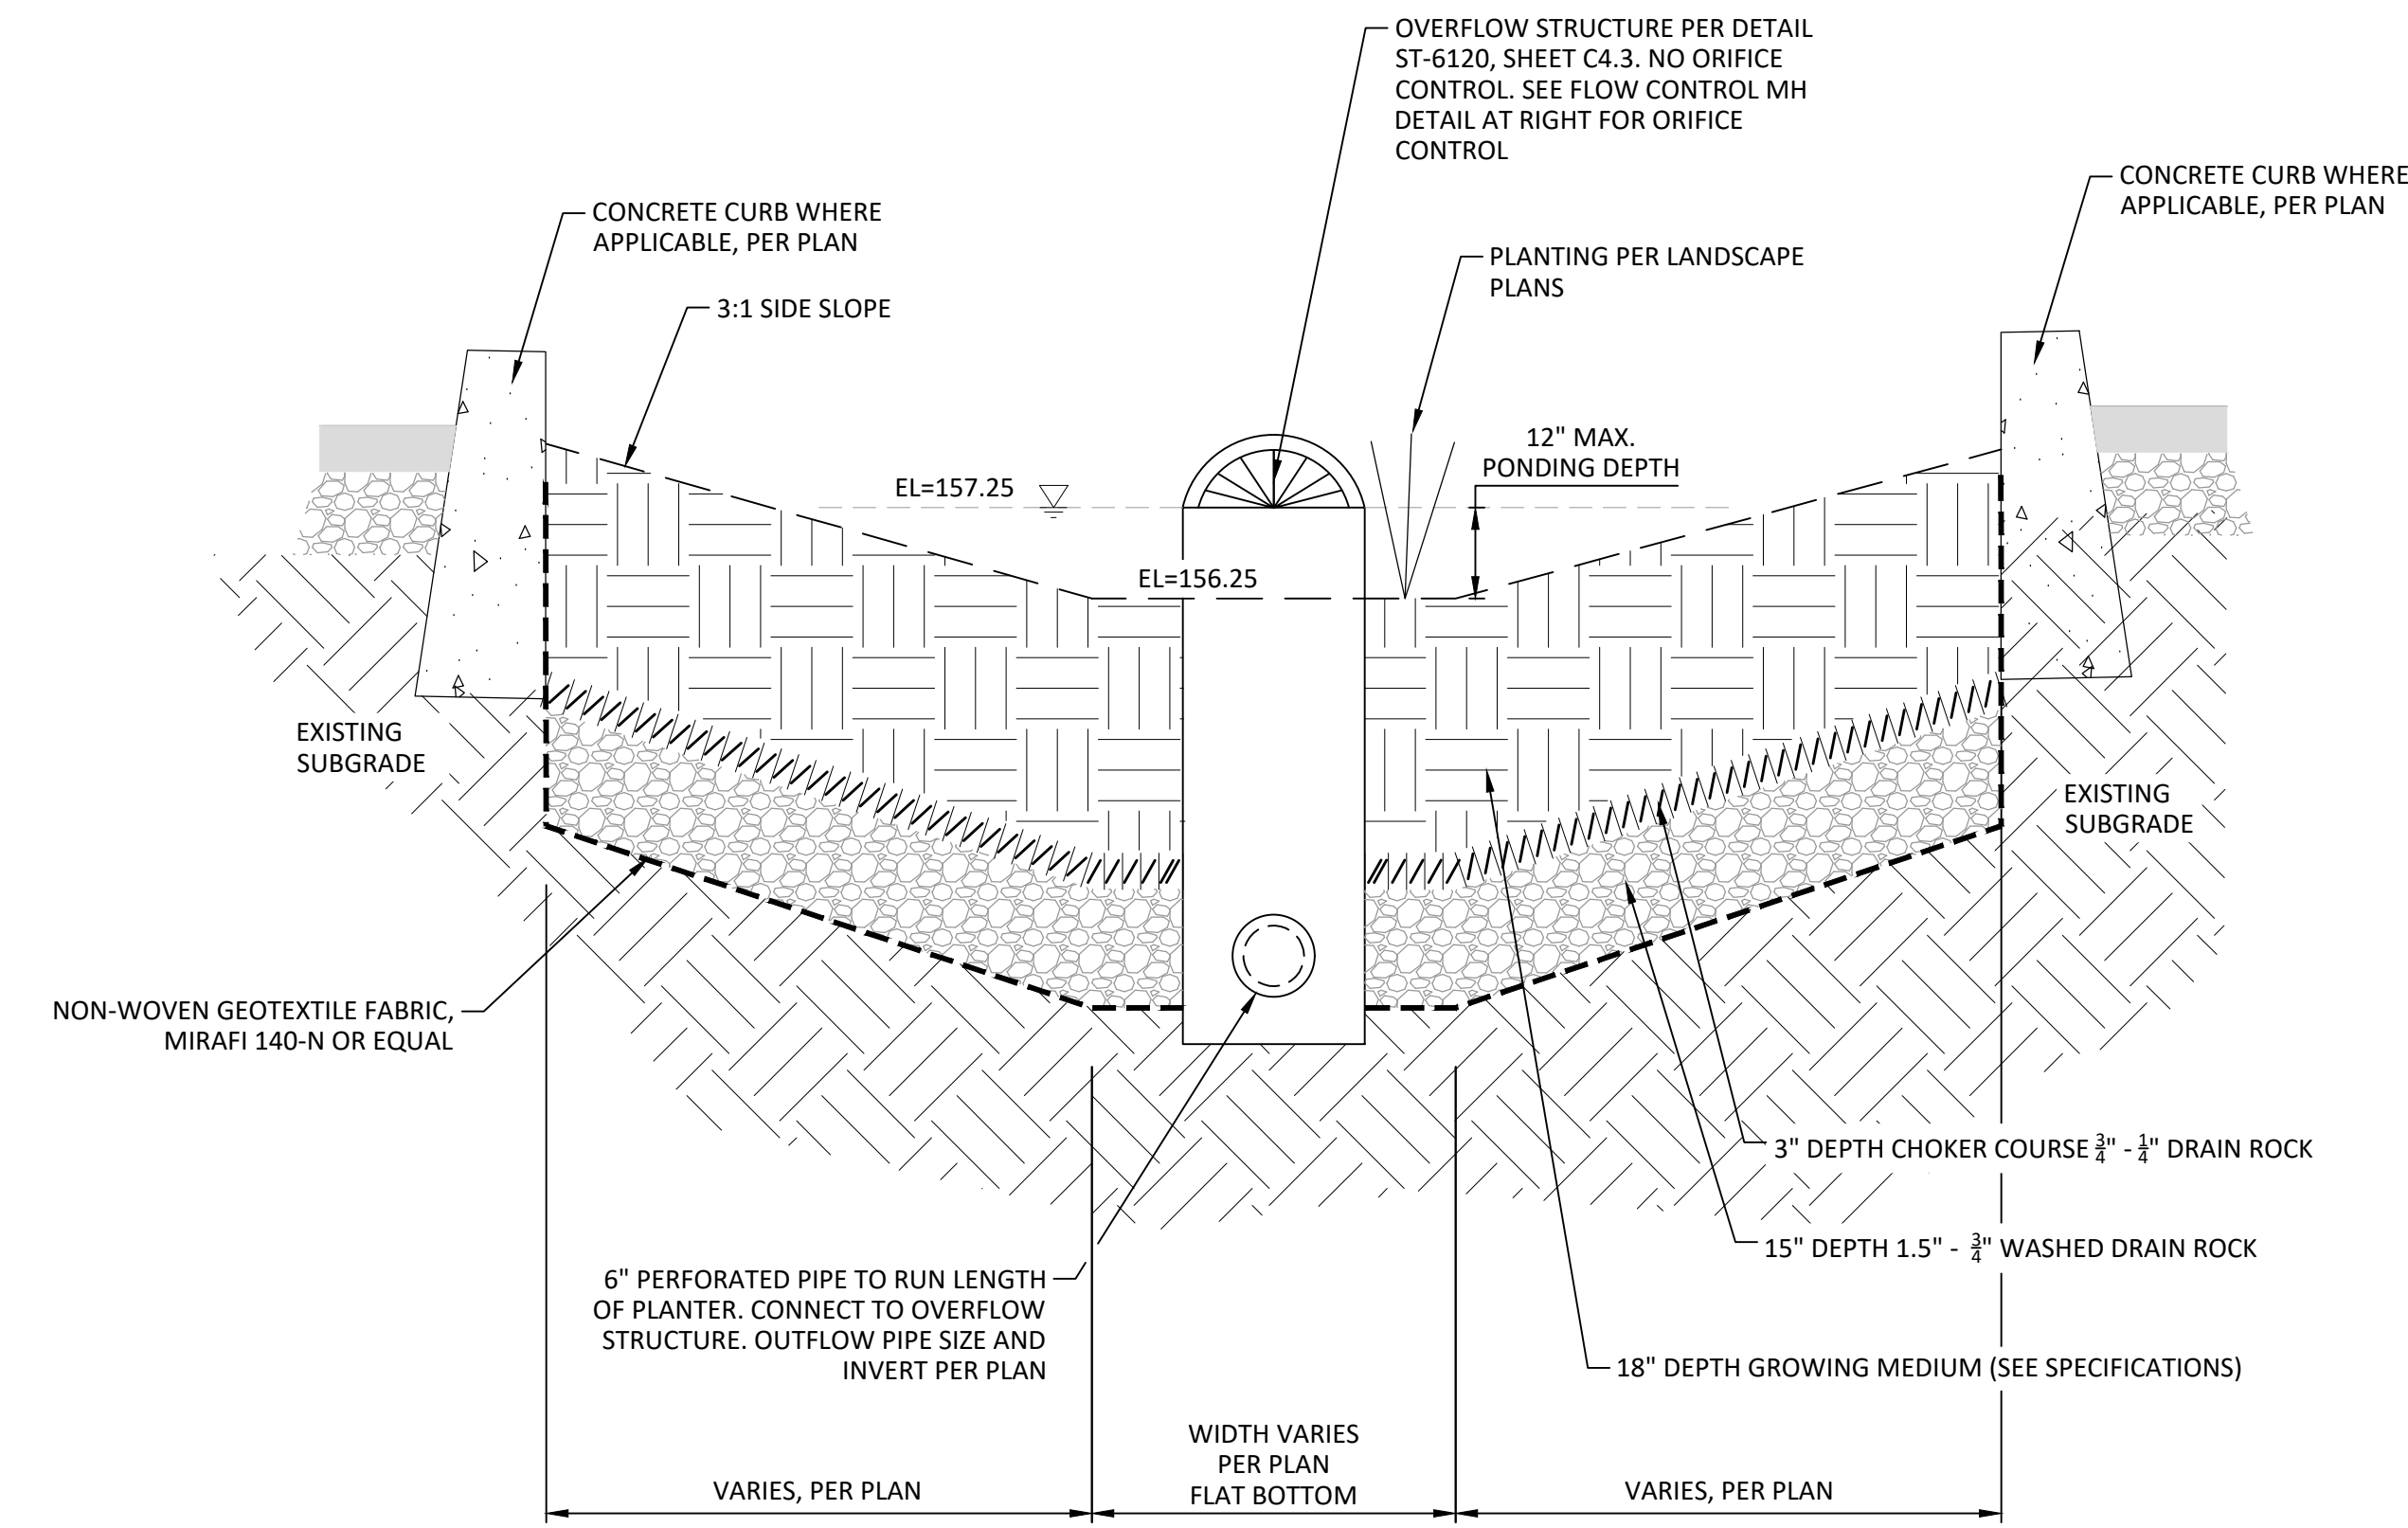 OVERFLOW STRUCTURE PER DETAIL
ST-6120, SHEET C4.3. NO ORIFICE
CONTROL. SEE FLOW CONTROL MH
DETAIL AT RIGHT FOR ORIFICE
CONTROL
CONCRETE CURB WHERE
APPLICABLE, PER PLAN
CONCRETE CURB WHERE
APPLICABLE, PER PLAN
PLANTING PER LANDSCAPE
PLANS
3:1 SIDE SLOPE
12" MAX.
PONDING DEPTH
EL=157.25
EL=156.25
EXISTING
SUBGRADE
EXISTING
SUBGRADE
NON-WOVEN GEOTEXTILE FABRIC,
MIRAFI 140-N OR EQUAL
3" DEPTH CHOKER COURSE 3/4" - 1/4" DRAIN ROCK
15" DEPTH 1.5" - 3/4" WASHED DRAIN ROCK
6" PERFORATED PIPE TO RUN LENGTH
OF PLANTER. CONNECT TO OVERFLOW
STRUCTURE. OUTFLOW PIPE SIZE AND
INVERT PER PLAN
18" DEPTH GROWING MEDIUM (SEE SPECIFICATIONS)
VARIES, PER PLAN
WIDTH VARIES
PER PLAN
FLAT BOTTOM
VARIES, PER PLAN